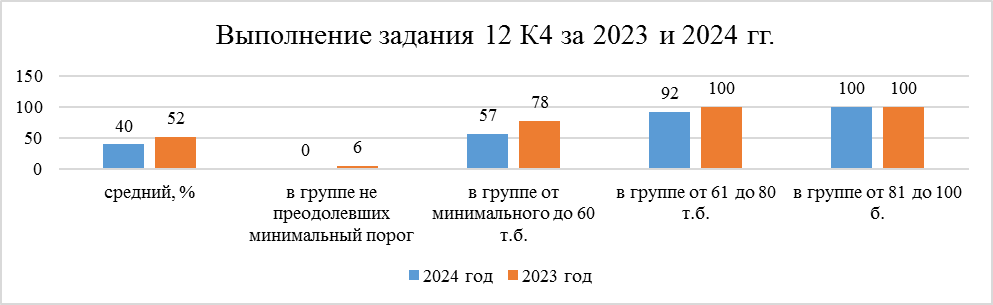 Выполнение задания 12 К4 за 2023 и 2024 гг.
150
100
50
0
40
52
0
6
57
78
92
100
100
100
средний, %
в группе не
преодолевших
минимальный порог
в группе от
минимального до 60
т.б.
в группе от 61 до 80
т.б.
в группе от 81 до 100
б.
2024 год
2023 год